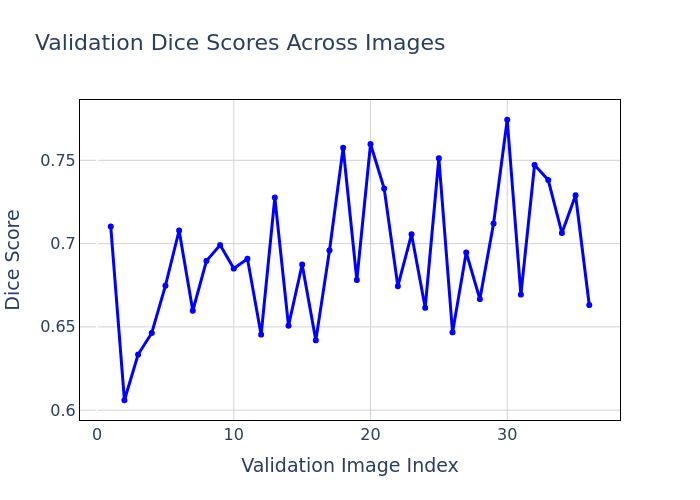 Validation Dice Scores Across Images
Dice Score
0.75
0.7
0.65
0.6
0
10
20
30
Validation Image Index